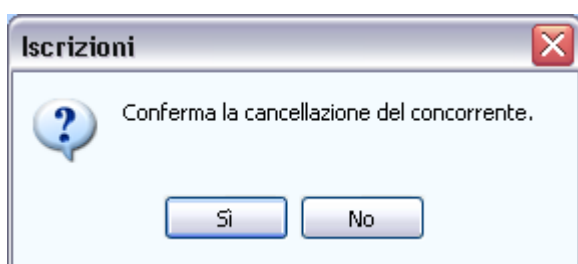 Iscrizioni
Conferma la cancellazione del concorrente.
Sì
No